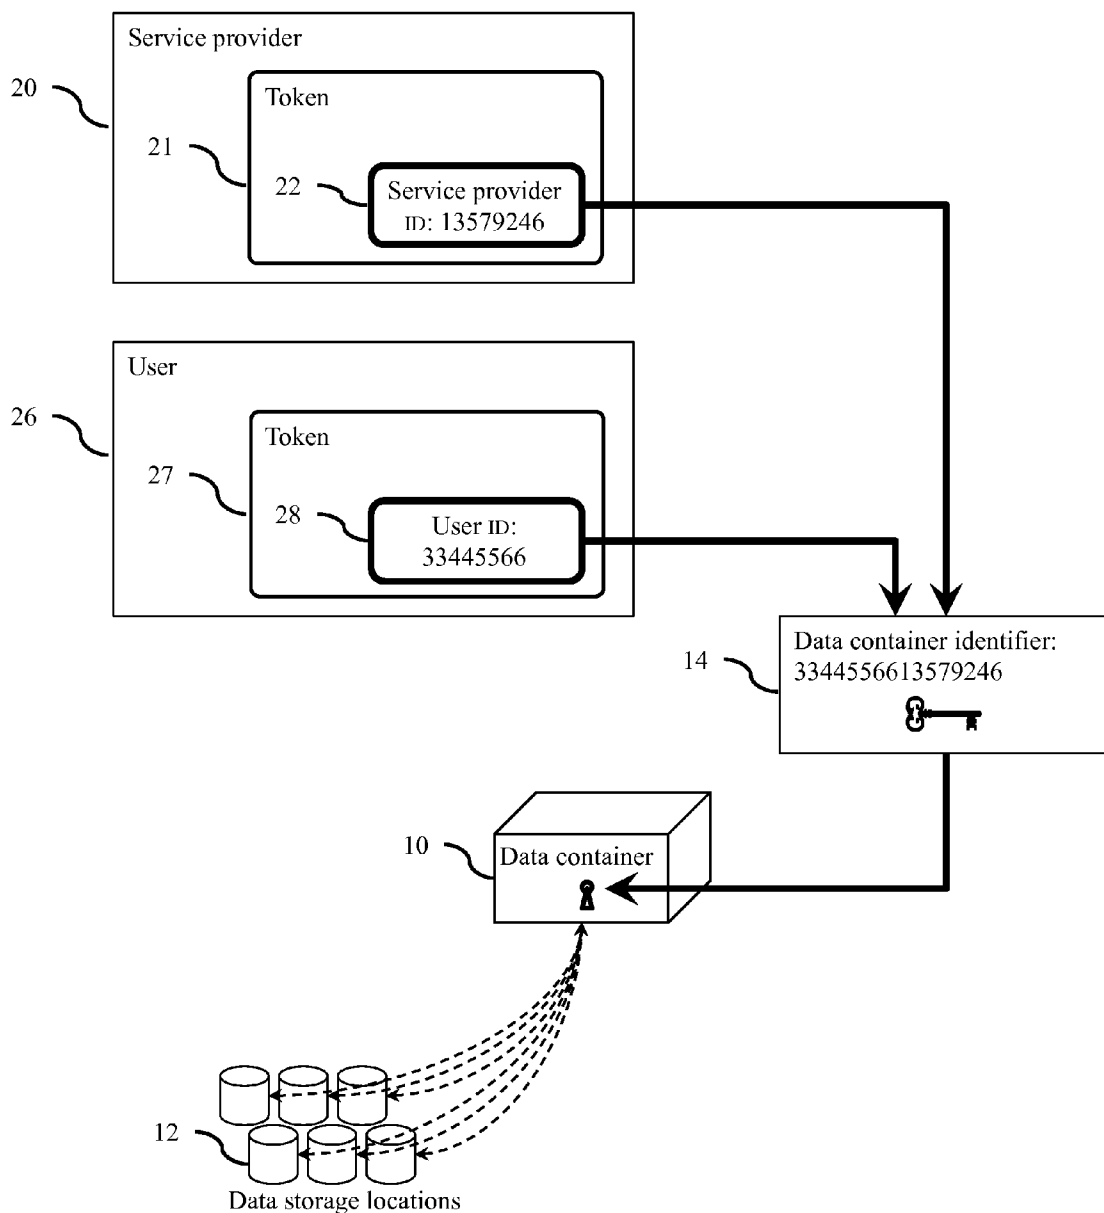 Service provider
20
Token
21
22
Service provider
ID: 13579246
User
26
Token
27
28
User ID:
33445566
Data container identifier:
3344556613579246
14
10
Data container
12
Data storage locations